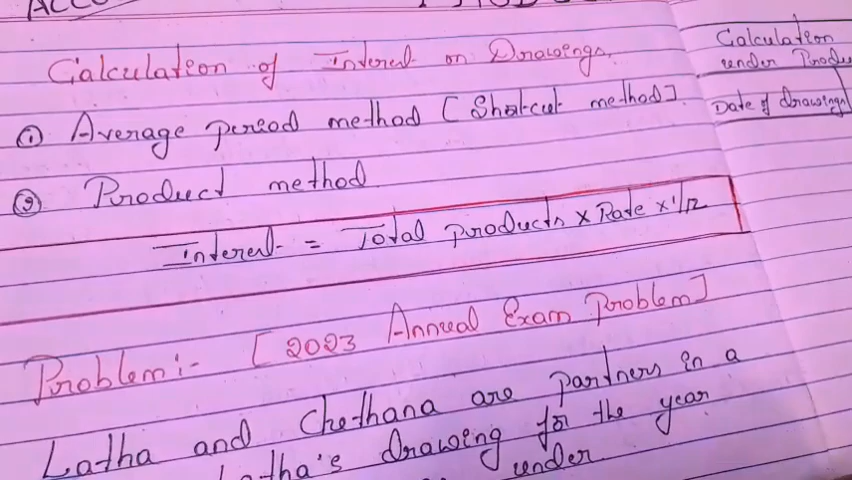 Calculation of Interest on Drawings.
① Average period method [Shortcut method].
② Product method
Interest = Total products × Rate × 1/12
Problem:- [2023 Annual Exam Problem]
Latha and Chethana are partners in a
Latha's drawing for the year
under
Calculation
under Produ
Date of drawings